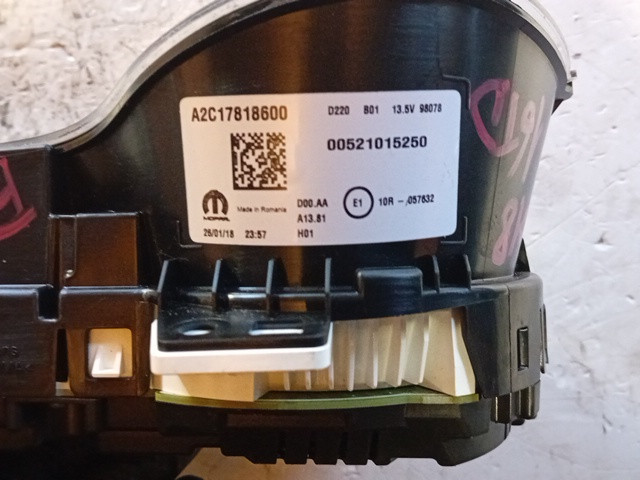 A2C17818600 D220 B01 13.5V 98078
00521015250
MOPAR Made in Romania D00.AA E1 10R - 057632
A13.81
26/01/18 23:57 H01